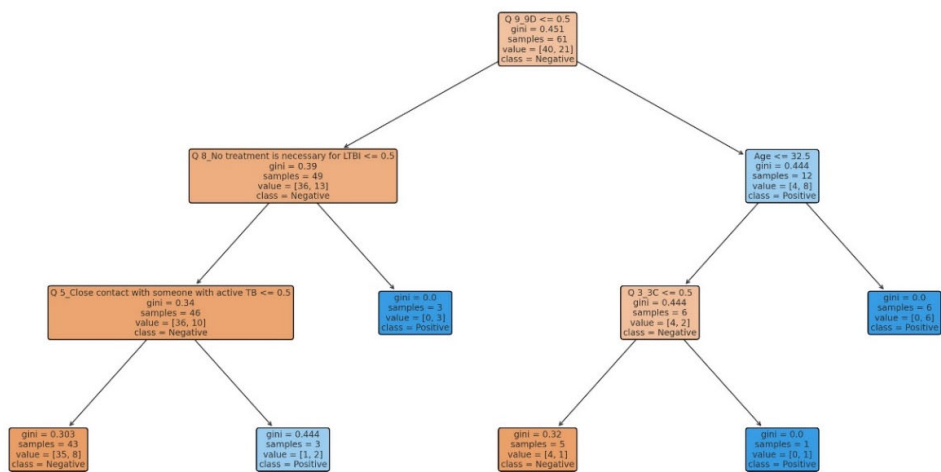 Q 9_9D <= 0.5
gini = 0.451
samples = 61
value = [40, 21]
class = Negative
Q 8_No treatment is necessary for LTBI <= 0.5
gini = 0.39
samples = 49
value = [36, 13]
class = Negative
Age <= 32.5
gini = 0.444
samples = 12
value = [4, 8]
class = Positive
Q 5_Close contact with someone with active TB <= 0.5
gini = 0.34
samples = 46
value = [36, 10]
class = Negative
gini = 0.0
samples = 3
value = [0, 3]
class = Positive
Q 3_3C <= 0.5
gini = 0.444
samples = 6
value = [4, 2]
class = Negative
gini = 0.0
samples = 6
value = [0, 6]
class = Positive
gini = 0.303
samples = 43
value = [35, 8]
class = Negative
gini = 0.444
samples = 3
value = [1, 2]
class = Positive
gini = 0.32
samples = 5
value = [4, 1]
class = Negative
gini = 0.0
samples = 1
value = [0, 1]
class = Positive